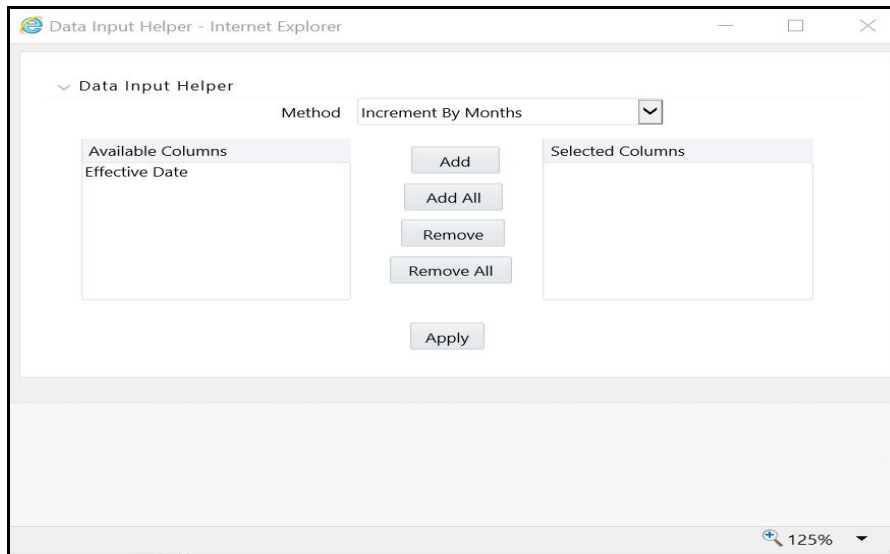 Data Input Helper - Internet Explorer
Data Input Helper
Method Increment By Months
Available Columns
Effective Date
Add
Add All
Remove
Remove All
Selected Columns
Apply
125%